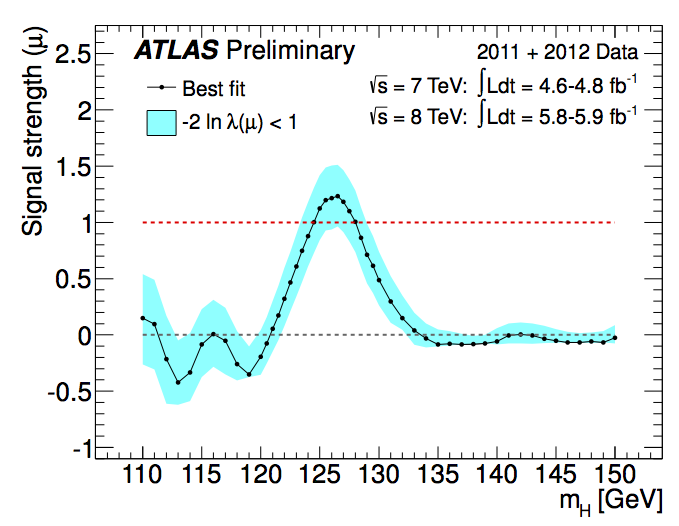 ATLAS Preliminary
2011 + 2012 Data
Best fit
-2 ln λ(μ) < 1
√s = 7 TeV: ∫Ldt = 4.6-4.8 fb⁻¹
√s = 8 TeV: ∫Ldt = 5.8-5.9 fb⁻¹
Signal strength (μ)
2.5
2
1.5
1
0.5
0
-0.5
-1
110 115 120 125 130 135 140 145 150
m_H [GeV]